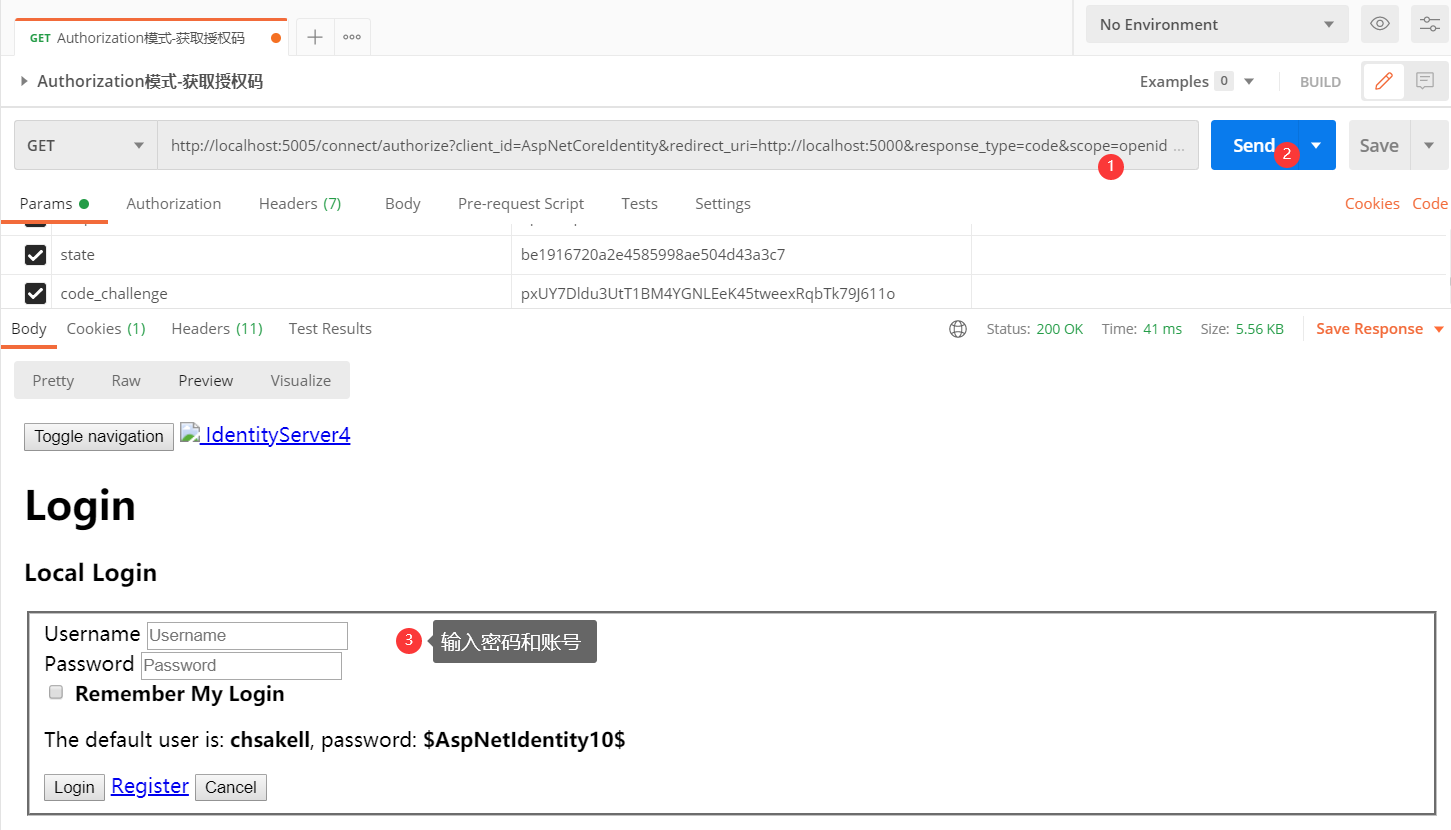 GET Authorization模式-获取授权码
No Environment
Authorization模式-获取授权码
Examples 0
BUILD
GET
http://localhost:5005/connect/authorize?client_id=AspNetCoreIdentity&redirect_uri=http://localhost:5000&response_type=code&scope=openid ...
Send
Save
1
2
Params
Authorization
Headers (7)
Body
Pre-request Script
Tests
Settings
Cookies
Code
state
be1916720a2e4585998ae504d43a3c7
code_challenge
pxUY7Dldu3UtT1BM4YGNLEeK45tweexRqbTk79J611o
Body
Cookies (1)
Headers (11)
Test Results
Status: 200 OK
Time: 41 ms
Size: 5.56 KB
Save Response
Pretty
Raw
Preview
Visualize
Toggle navigation
IdentityServer4
Login
Local Login
Username Username
3 输入密码和账号
Password Password
Remember My Login
The default user is: chsakell, password: $AspNetIdentity10$
Login Register Cancel